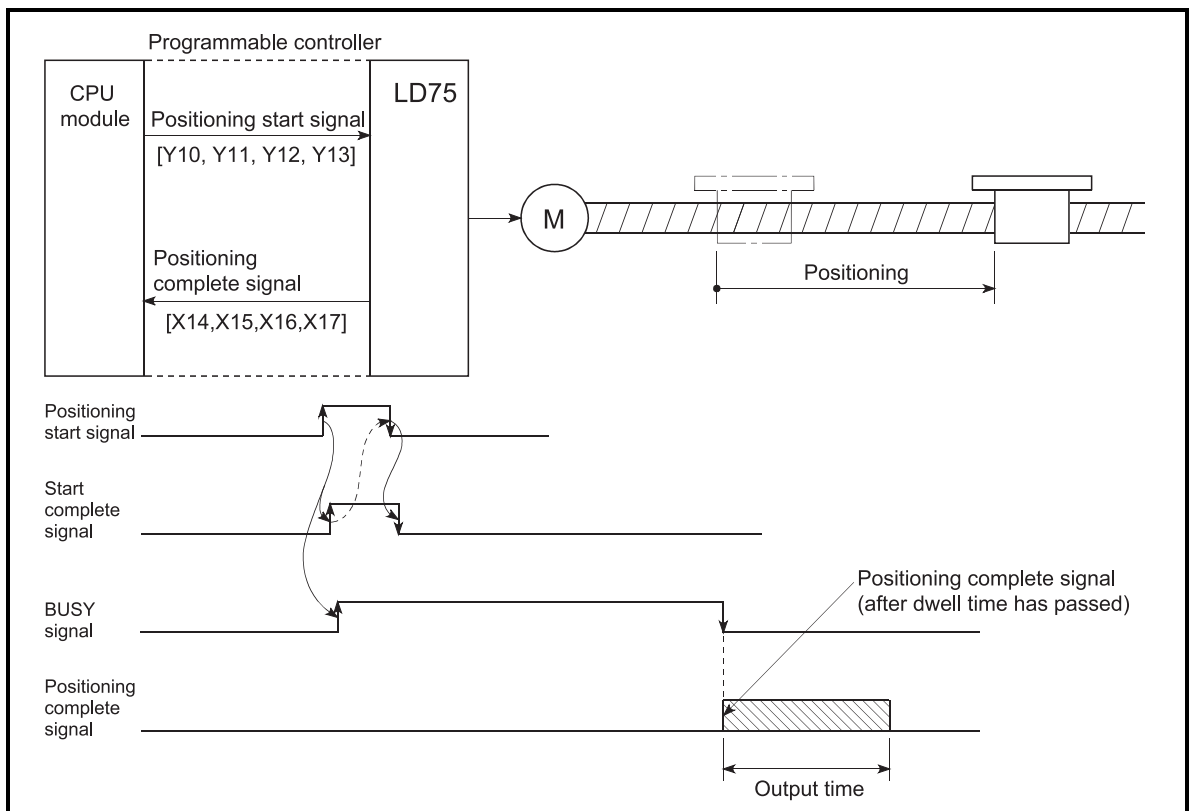 Programmable controller
CPU
module
LD75
Positioning start signal
[Y10, Y11, Y12, Y13]
M
Positioning
complete signal
[X14,X15,X16,X17]
Positioning
Positioning
start signal
Start
complete
signal
BUSY
signal
Positioning complete signal
(after dwell time has passed)
Positioning
complete
signal
Output time